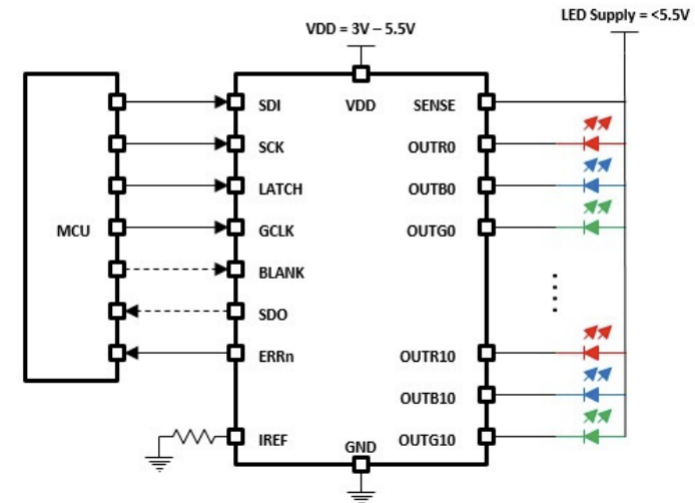 LED Supply = <5.5V
VDD = 3V – 5.5V
SDI
VDD
SENSE
SCK
OUTR0
LATCH
OUTB0
MCU
GCLK
OUTG0
BLANK
SDO
ERRn
OUTR10
OUTB10
IREF
GND
OUTG10